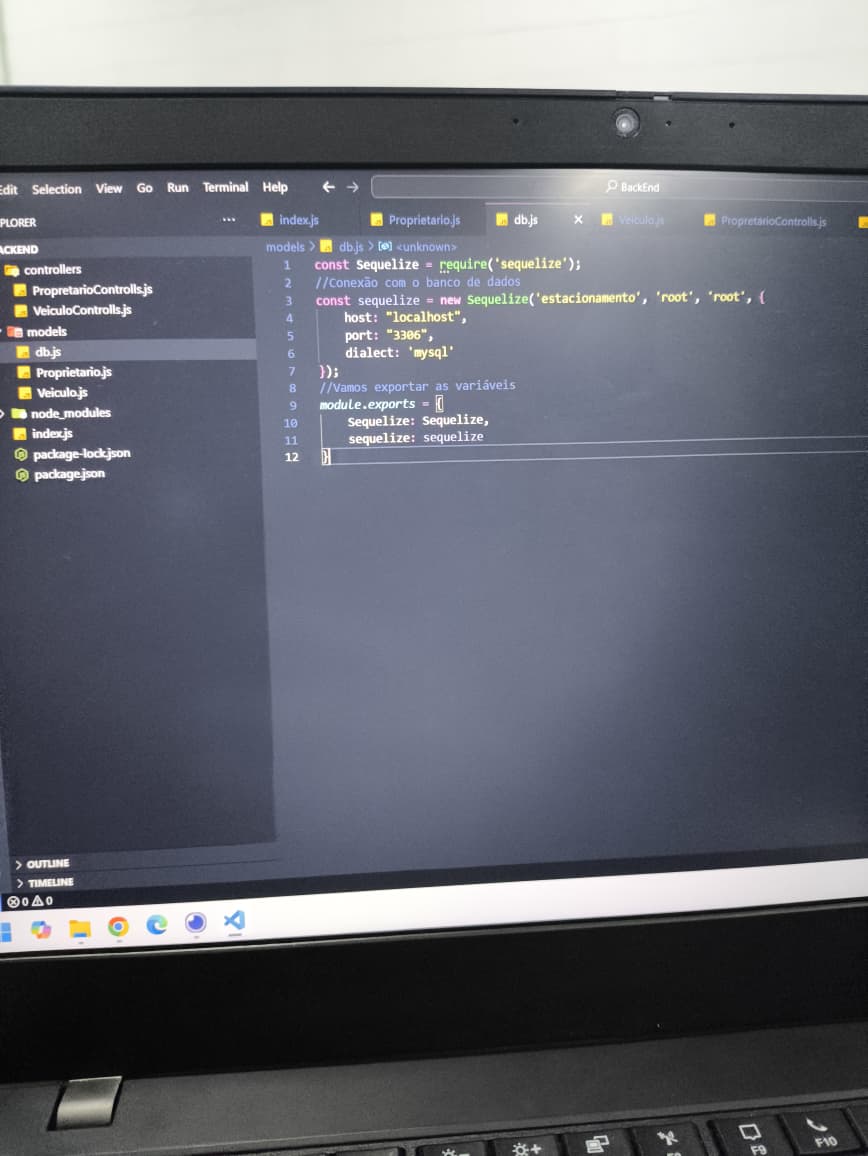 Edit Selection View Go Run Terminal Help BackEnd
PLORER ... index.js Proprietario.js db.js Veiculo.js PropretarioControlls.js
ACKEND
controllers
PropretarioControlls.js
VeiculoControlls.js
models
db.js
Proprietario.js
Veiculo.js
node_modules
index.js
package-lock.json
package.json
OUTLINE
TIMELINE
0 0
models > db.js > <unknown>
1 const Sequelize = require('sequelize');
2 //Conexão com o banco de dados
3 const sequelize = new Sequelize('estacionamento', 'root', 'root', {
4 host: "localhost",
5 port: "3306",
6 dialect: 'mysql'
7 });
8 //Vamos exportar as variáveis
9 module.exports = {
10 Sequelize: Sequelize,
11 sequelize: sequelize
12 }
F9
F10